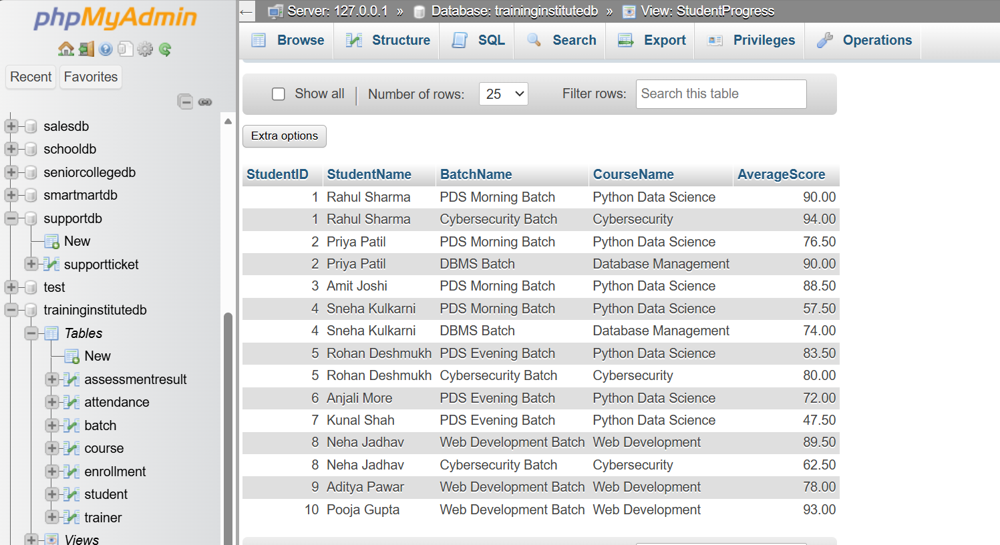 phpMyAdmin
Recent Favorites
salesdb
schooldb
seniorcollegedb
smartmartdb
supportdb
New
supportticket
test
traininginstitutedb
Tables
New
assessmentresult
attendance
batch
course
enrollment
student
trainer
Views
← Server: 127.0.0.1 » Database: traininginstitutedb » View: StudentProgress
Browse Structure SQL Search Export Privileges Operations
Show all Number of rows: 25 Filter rows: Search this table
Extra options
StudentID StudentName BatchName CourseName AverageScore
1 Rahul Sharma PDS Morning Batch Python Data Science 90.00
1 Rahul Sharma Cybersecurity Batch Cybersecurity 94.00
2 Priya Patil PDS Morning Batch Python Data Science 76.50
2 Priya Patil DBMS Batch Database Management 90.00
3 Amit Joshi PDS Morning Batch Python Data Science 88.50
4 Sneha Kulkarni PDS Morning Batch Python Data Science 57.50
4 Sneha Kulkarni DBMS Batch Database Management 74.00
5 Rohan Deshmukh PDS Evening Batch Python Data Science 83.50
5 Rohan Deshmukh Cybersecurity Batch Cybersecurity 80.00
6 Anjali More PDS Evening Batch Python Data Science 72.00
7 Kunal Shah PDS Evening Batch Python Data Science 47.50
8 Neha Jadhav Web Development Batch Web Development 89.50
8 Neha Jadhav Cybersecurity Batch Cybersecurity 62.50
9 Aditya Pawar Web Development Batch Web Development 78.00
10 Pooja Gupta Web Development Batch Web Development 93.00